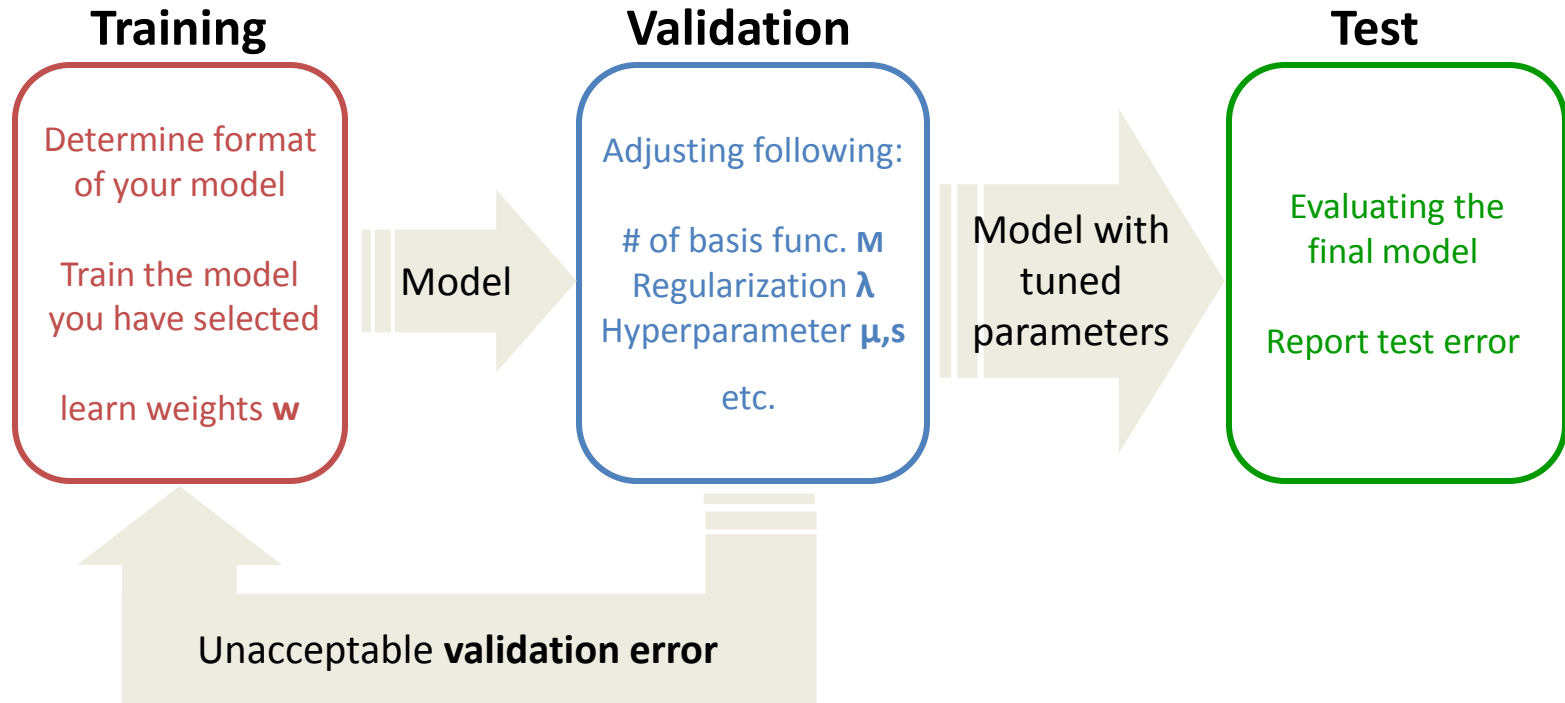 Training
Determine format
of your model
Train the model
you have selected
learn weights w
Model
Validation
Adjusting following:
# of basis func. M
Regularization λ
Hyperparameter μ,s
etc.
Model with
tuned
parameters
Test
Evaluating the
final model
Report test error
Unacceptable validation error